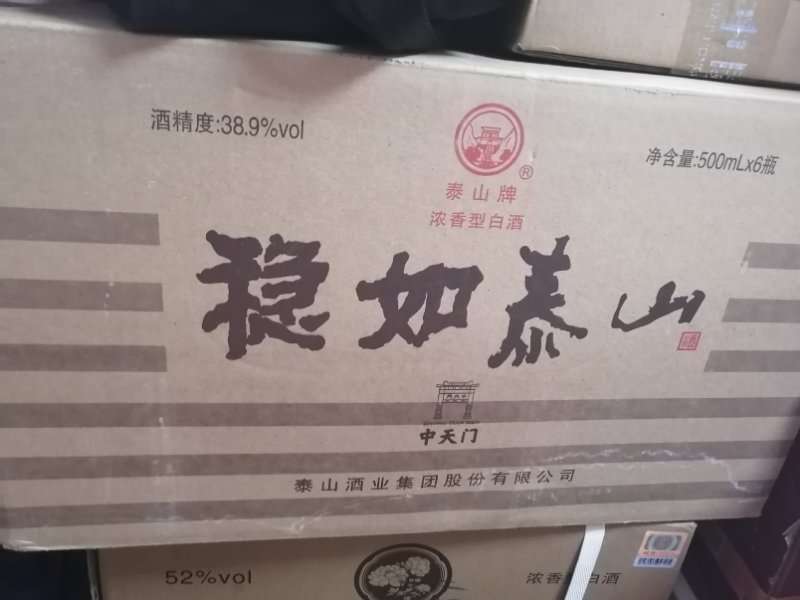 酒精度:38.9%vol
净含量:500mLx6瓶
®
泰山牌
浓香型白酒
稳如泰山
中天门
泰山酒业集团股份有限公司
52%vol
浓香型白酒